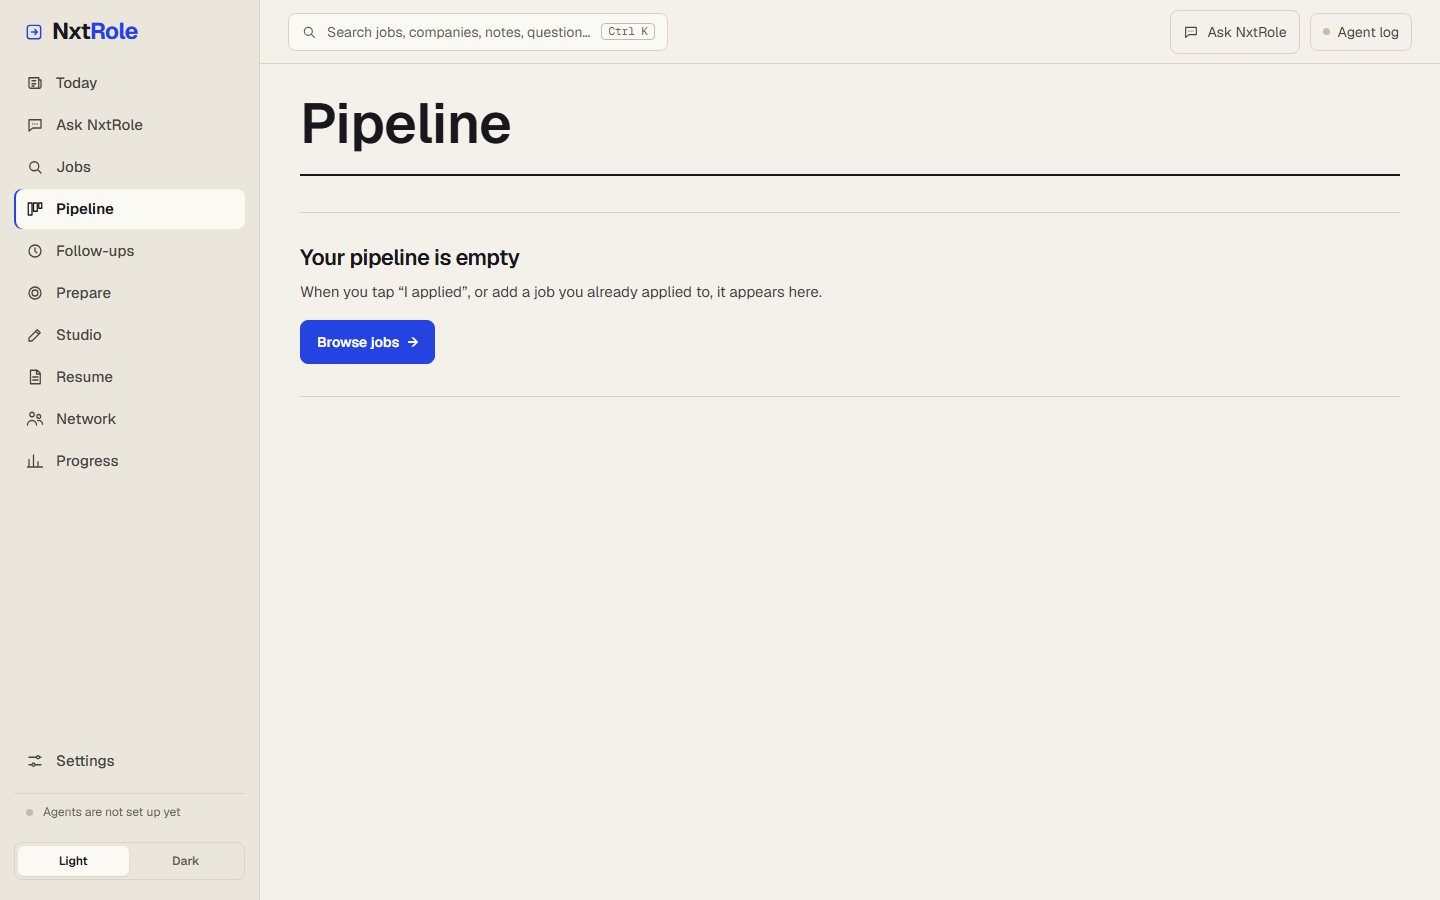 NxtRole
Today
Ask NxtRole
Jobs
Pipeline
Follow-ups
Prepare
Studio
Resume
Network
Progress
Settings
Agents are not set up yet
Light
Dark
Search jobs, companies, notes, question...
Ctrl K
Ask NxtRole
Agent log
Pipeline
Your pipeline is empty
When you tap “I applied”, or add a job you already applied to, it appears here.
Browse jobs →